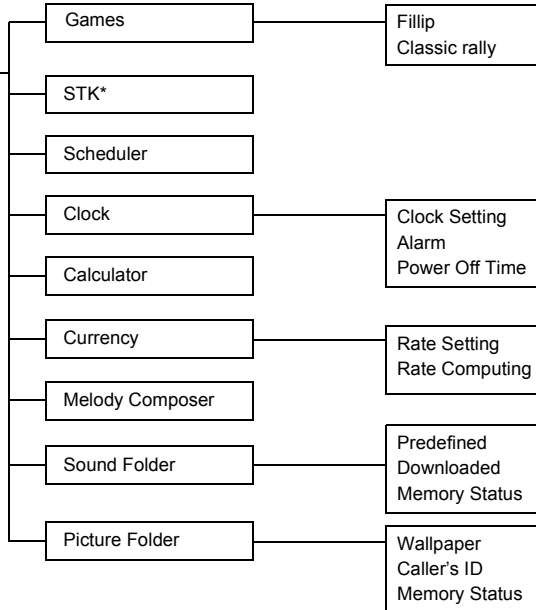 Games
Fillip
Classic rally
STK*
Scheduler
Clock
Clock Setting
Alarm
Power Off Time
Calculator
Currency
Rate Setting
Rate Computing
Melody Composer
Sound Folder
Predefined
Downloaded
Memory Status
Picture Folder
Wallpaper
Caller's ID
Memory Status